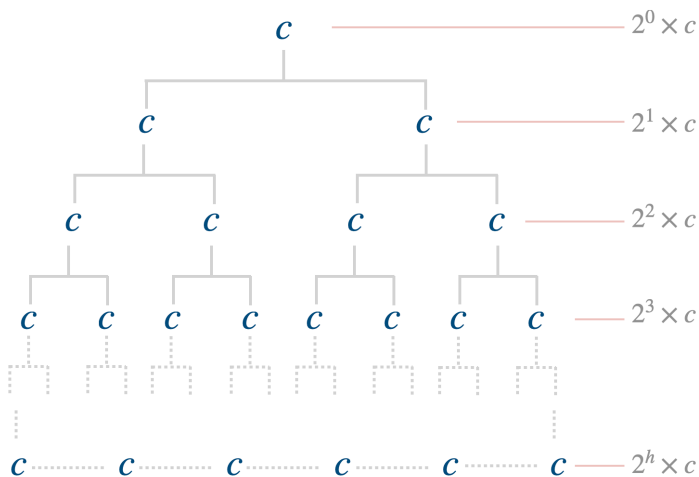 c 2⁰ × c
c c 2¹ × c
c c c c 2² × c
c c c c c c c c 2³ × c
c c c c c c 2ʰ × c